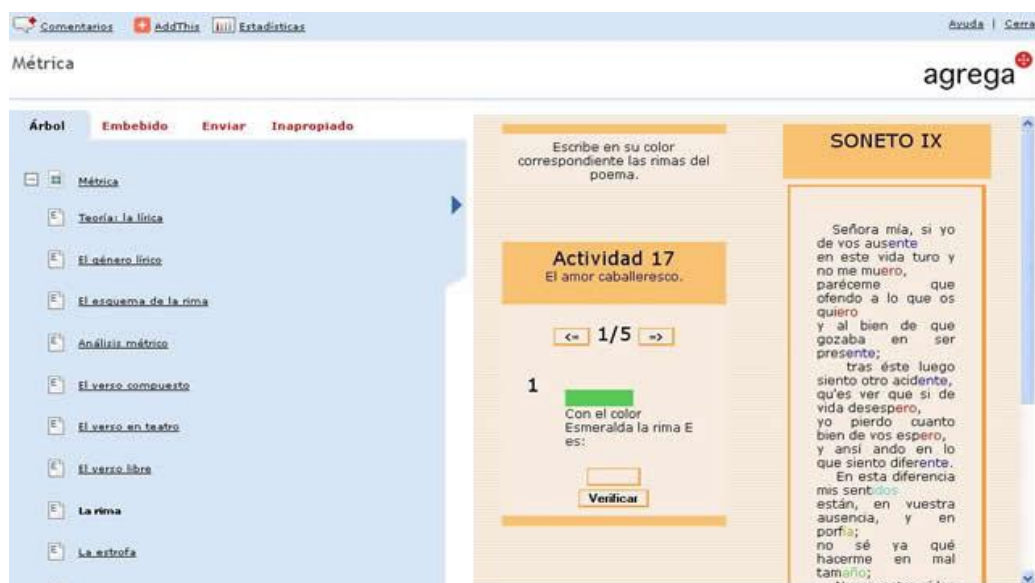 Comentarios AddThis Estadísticas Ayuda | Cerra
Métrica
agrega
Árbol Embebido Enviar Inapropiado
Métrica
Teoría: la lírica
El género lírico
El esquema de la rima
Análisis métrico
El verso compuesto
El verso en teatro
El verso libre
La rima
La estrofa
Escribe en su color
correspondiente las rimas del
poema.
Actividad 17
El amor caballeresco.
<= 1/5 =>
1
Con el color
Esmeralda la rima E
es:
Verificar
SONETO IX
Señora mía, si yo
de vos ausente
en esta vida turo y
no me muero,
paréceme que
ofendo a lo que os
quiero
y al bien de que
gozaba en ser
presente;
tras éste luego
siento otro acidente,
qu'es ver que si de
vida desespero,
yo pierdo cuanto
bien de vos espero,
y ansí ando en lo
que siento diferente.
En esta diferencia
mis sentidos
están, en vuestra
ausencia, y en
porfía;
no sé ya qué
hacerme en mal
tamaño;